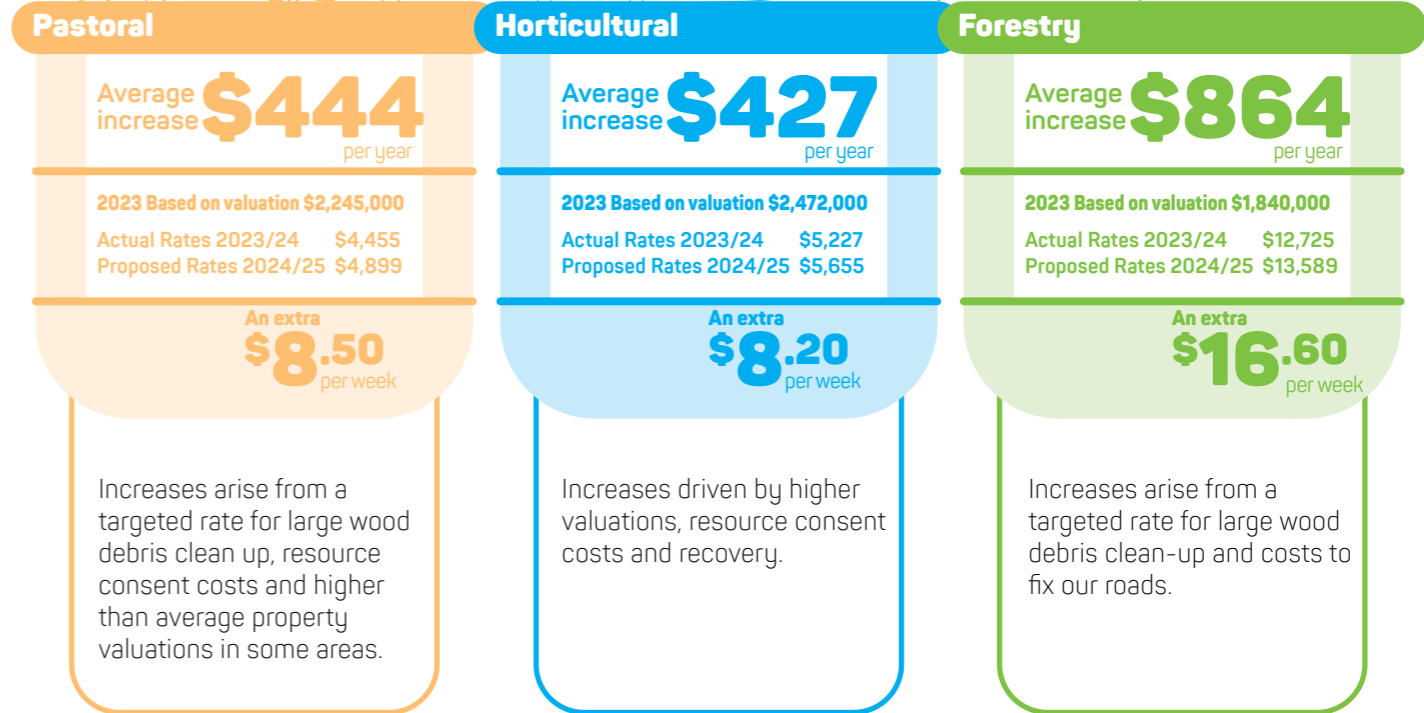 Pastoral
Average
increase $444
per year
2023 Based on valuation $2,245,000
Actual Rates 2023/24 $4,455
Proposed Rates 2024/25 $4,899
An extra
$8.50
per week
Increases arise from a
targeted rate for large wood
debris clean up, resource
consent costs and higher
than average property
valuations in some areas.
Horticultural
Average
increase $427
per year
2023 Based on valuation $2,472,000
Actual Rates 2023/24 $5,227
Proposed Rates 2024/25 $5,655
An extra
$8.20
per week
Increases driven by higher
valuations, resource consent
costs and recovery.
Forestry
Average
increase $864
per year
2023 Based on valuation $1,840,000
Actual Rates 2023/24 $12,725
Proposed Rates 2024/25 $13,589
An extra
$16.60
per week
Increases arise from a
targeted rate for large wood
debris clean-up and costs to
fix our roads.